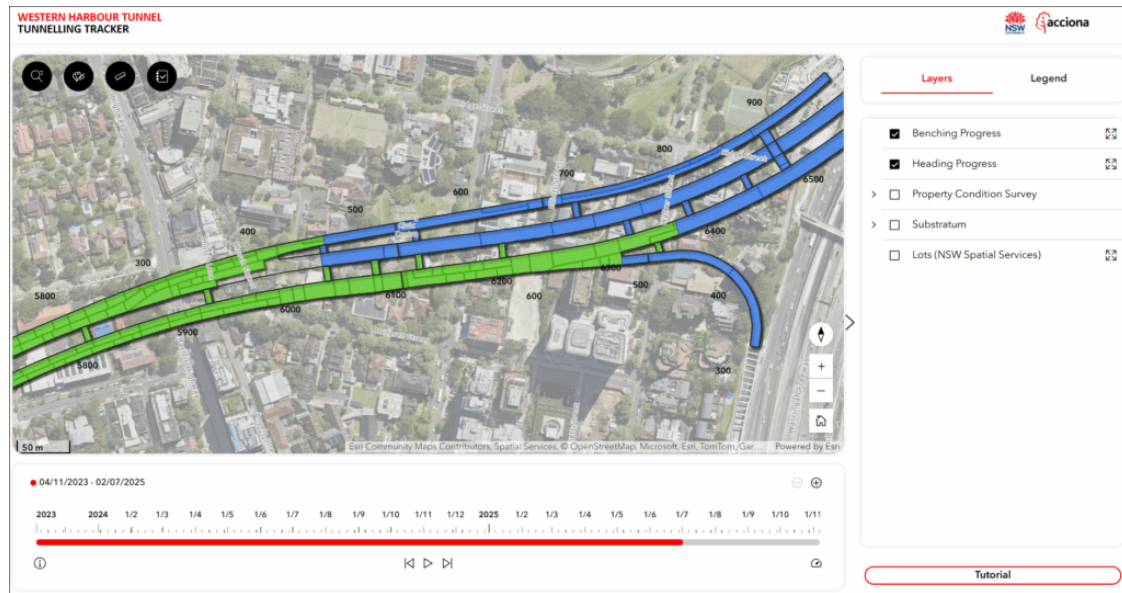 WESTERN HARBOUR TUNNEL
TUNNELLING TRACKER
NSW
acciona
Layers
Legend
Benching Progress
Heading Progress
Property Condition Survey
Substratum
Lots (NSW Spatial Services)
900
800
700
600
500
400
300
5800
6500
6400
6300
6200
6100
6000
5900
5800
600
500
400
300
50 m
Esri Community Maps Contributors, Spatial Services, © OpenStreetMap, Microsoft, Esri, TomTom, Gar...
Powered by Esri
04/11/2023 - 02/07/2025
2023 2024 1/2 1/3 1/4 1/5 1/6 1/7 1/8 1/9 1/10 1/11 1/12 2025 1/2 1/3 1/4 1/5 1/6 1/7 1/8 1/9 1/10 1/11
Tutorial